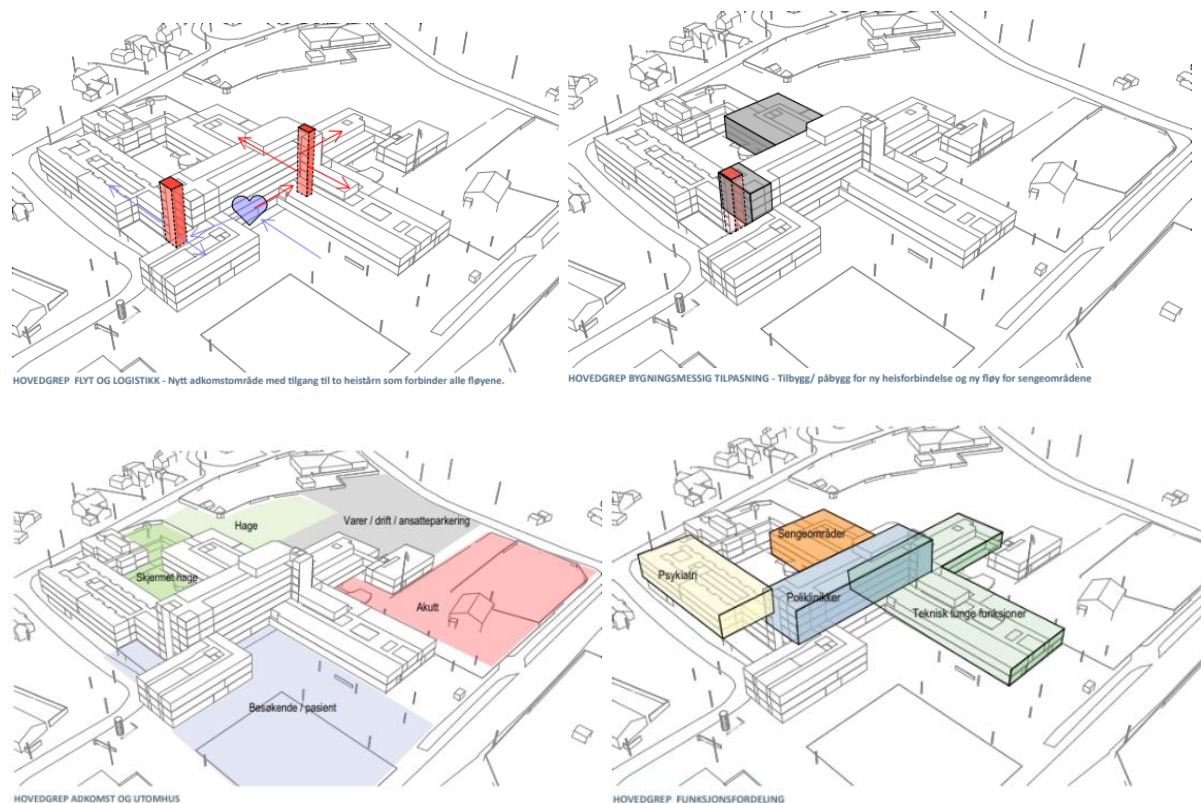 HOVEDGREP FLYT OG LOGISTIKK - Nytt adkomstområde med tilgang til to heistårn som forbinder alle fløyene.
HOVEDGREP BYGNINGSMESSIG TILPASNING - Tilbygg/ påbygg for ny heisforbindelse og ny fløy for sengeområdene
Hage
Varer / drift / ansatteparkering
Skjermet hage
Akutt
Besøkende / pasient
HOVEDGREP ADKOMST OG UTOMHUS
Sengeområder
Psykiatri
Poliklinikker
Teknisk tunge funksjoner
HOVEDGREP FUNKSJONSFORDELING